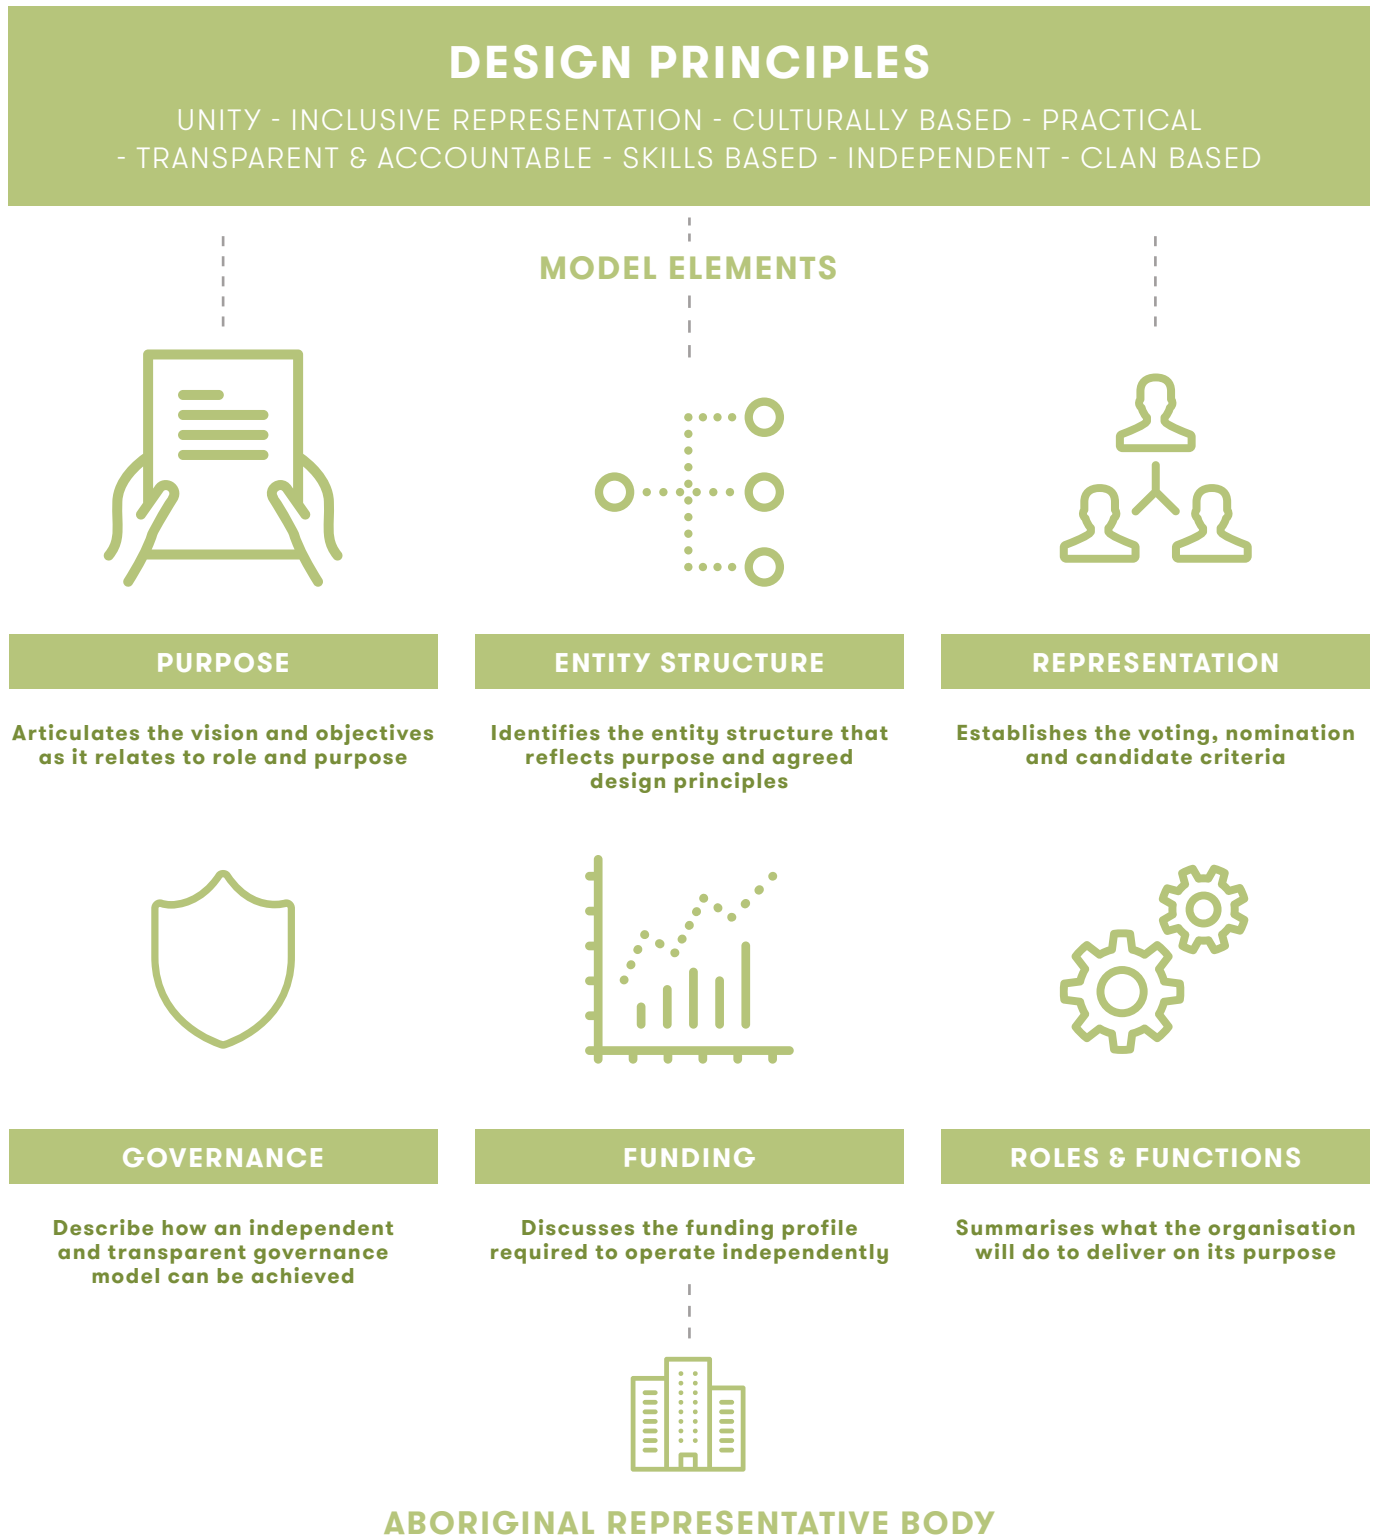 DESIGN PRINCIPLES
UNITY - INCLUSIVE REPRESENTATION - CULTURALLY BASED - PRACTICAL
- TRANSPARENT & ACCOUNTABLE - SKILLS BASED - INDEPENDENT - CLAN BASED
MODEL ELEMENTS
PURPOSE
Articulates the vision and objectives
as it relates to role and purpose
ENTITY STRUCTURE
Identifies the entity structure that
reflects purpose and agreed
design principles
REPRESENTATION
Establishes the voting, nomination
and candidate criteria
GOVERNANCE
Describe how an independent
and transparent governance
model can be achieved
FUNDING
Discusses the funding profile
required to operate independently
ROLES & FUNCTIONS
Summarises what the organisation
will do to deliver on its purpose
ABORIGINAL REPRESENTATIVE BODY